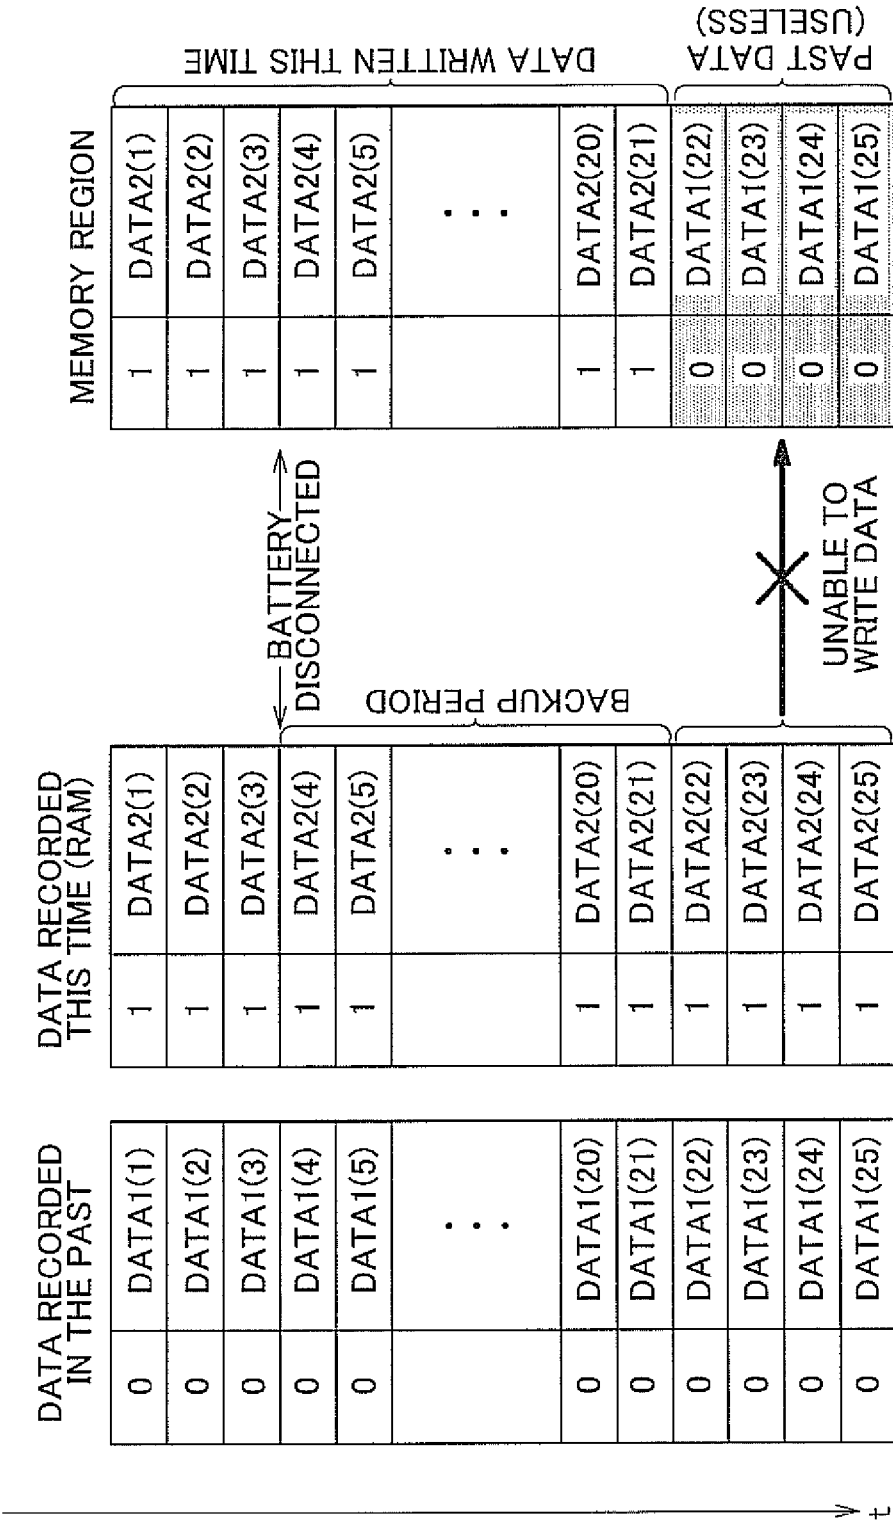 DATA RECORDED
IN THE PAST
0 DATA1(1)
0 DATA1(2)
0 DATA1(3)
0 DATA1(4)
0 DATA1(5)
· · ·
0 DATA1(20)
0 DATA1(21)
0 DATA1(22)
0 DATA1(23)
0 DATA1(24)
0 DATA1(25)
t
DATA RECORDED
THIS TIME (RAM)
1 DATA2(1)
1 DATA2(2)
1 DATA2(3)
1 DATA2(4)
1 DATA2(5)
· · ·
1 DATA2(20)
1 DATA2(21)
1 DATA2(22)
1 DATA2(23)
1 DATA2(24)
1 DATA2(25)
BATTERY
DISCONNECTED
BACKUP PERIOD
UNABLE TO
WRITE DATA
MEMORY REGION
1 DATA2(1)
1 DATA2(2)
1 DATA2(3)
1 DATA2(4)
1 DATA2(5)
· · ·
1 DATA2(20)
1 DATA2(21)
0 DATA1(22)
0 DATA1(23)
0 DATA1(24)
0 DATA1(25)
DATA WRITTEN THIS TIME
PAST DATA
(USELESS)